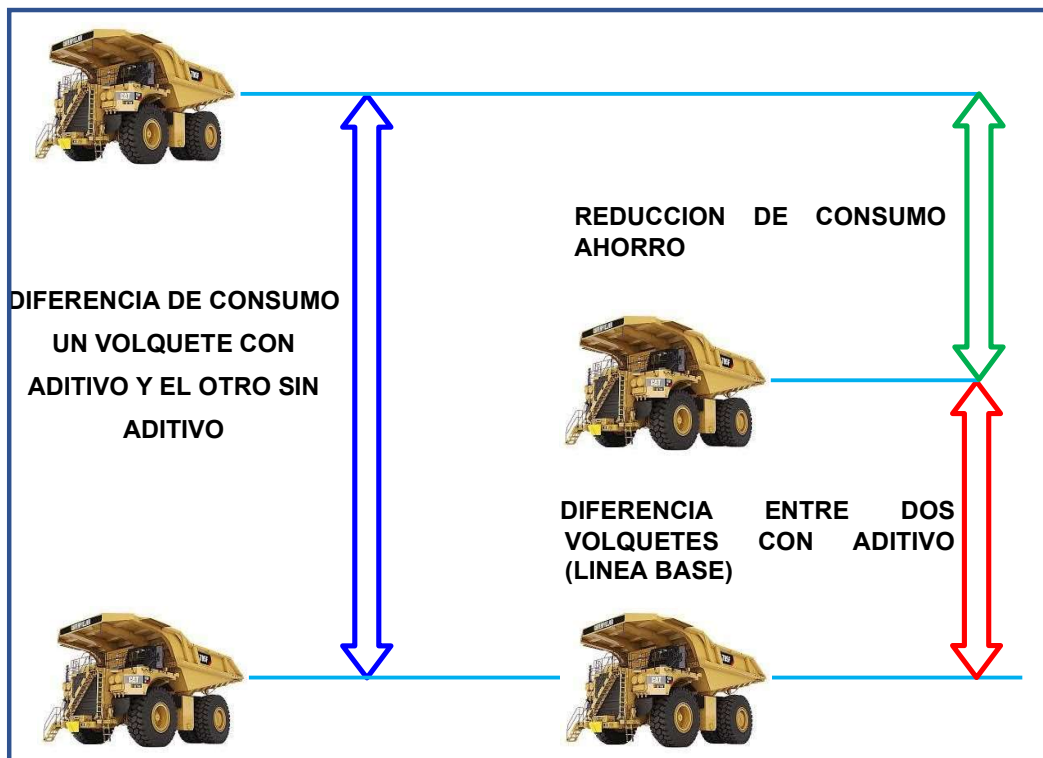 REDUCCION DE CONSUMO
AHORRO
DIFERENCIA DE CONSUMO
UN VOLQUETE CON
ADITIVO Y EL OTRO SIN
ADITIVO
DIFERENCIA ENTRE DOS
VOLQUETES CON ADITIVO
(LINEA BASE)